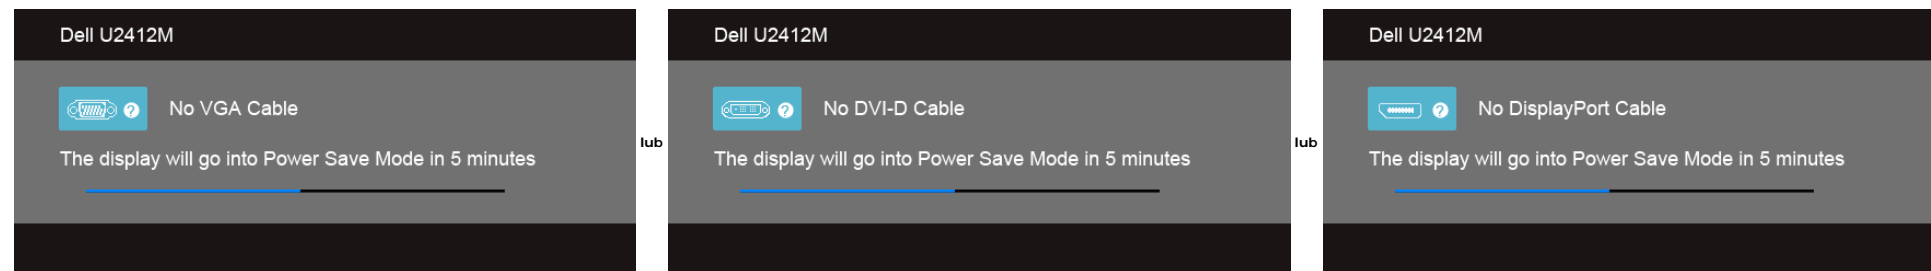 Dell U2412M
No VGA Cable
The display will go into Power Save Mode in 5 minutes
lub
Dell U2412M
No DVI-D Cable
The display will go into Power Save Mode in 5 minutes
lub
Dell U2412M
No DisplayPort Cable
The display will go into Power Save Mode in 5 minutes